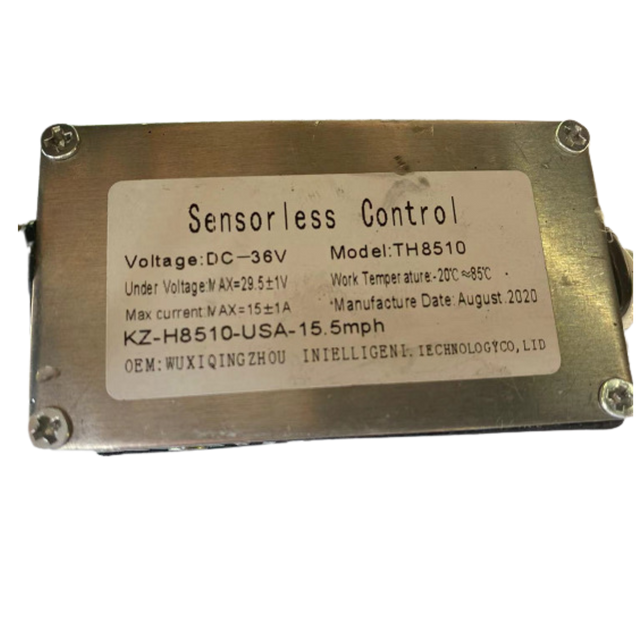 Sensorless Control
Voltage:DC-36V Model:TH8510
Under Voltage:MAX=29.5±1V Work Temperature:-20℃≈85℃
Max current:MAX=15±1A Manufacture Date:August.2020
KZ-H8510-USA-15.5mph
OEM:WUXIQINGZHOU INIELLIGENI.IECHNOLOGYCO,LID